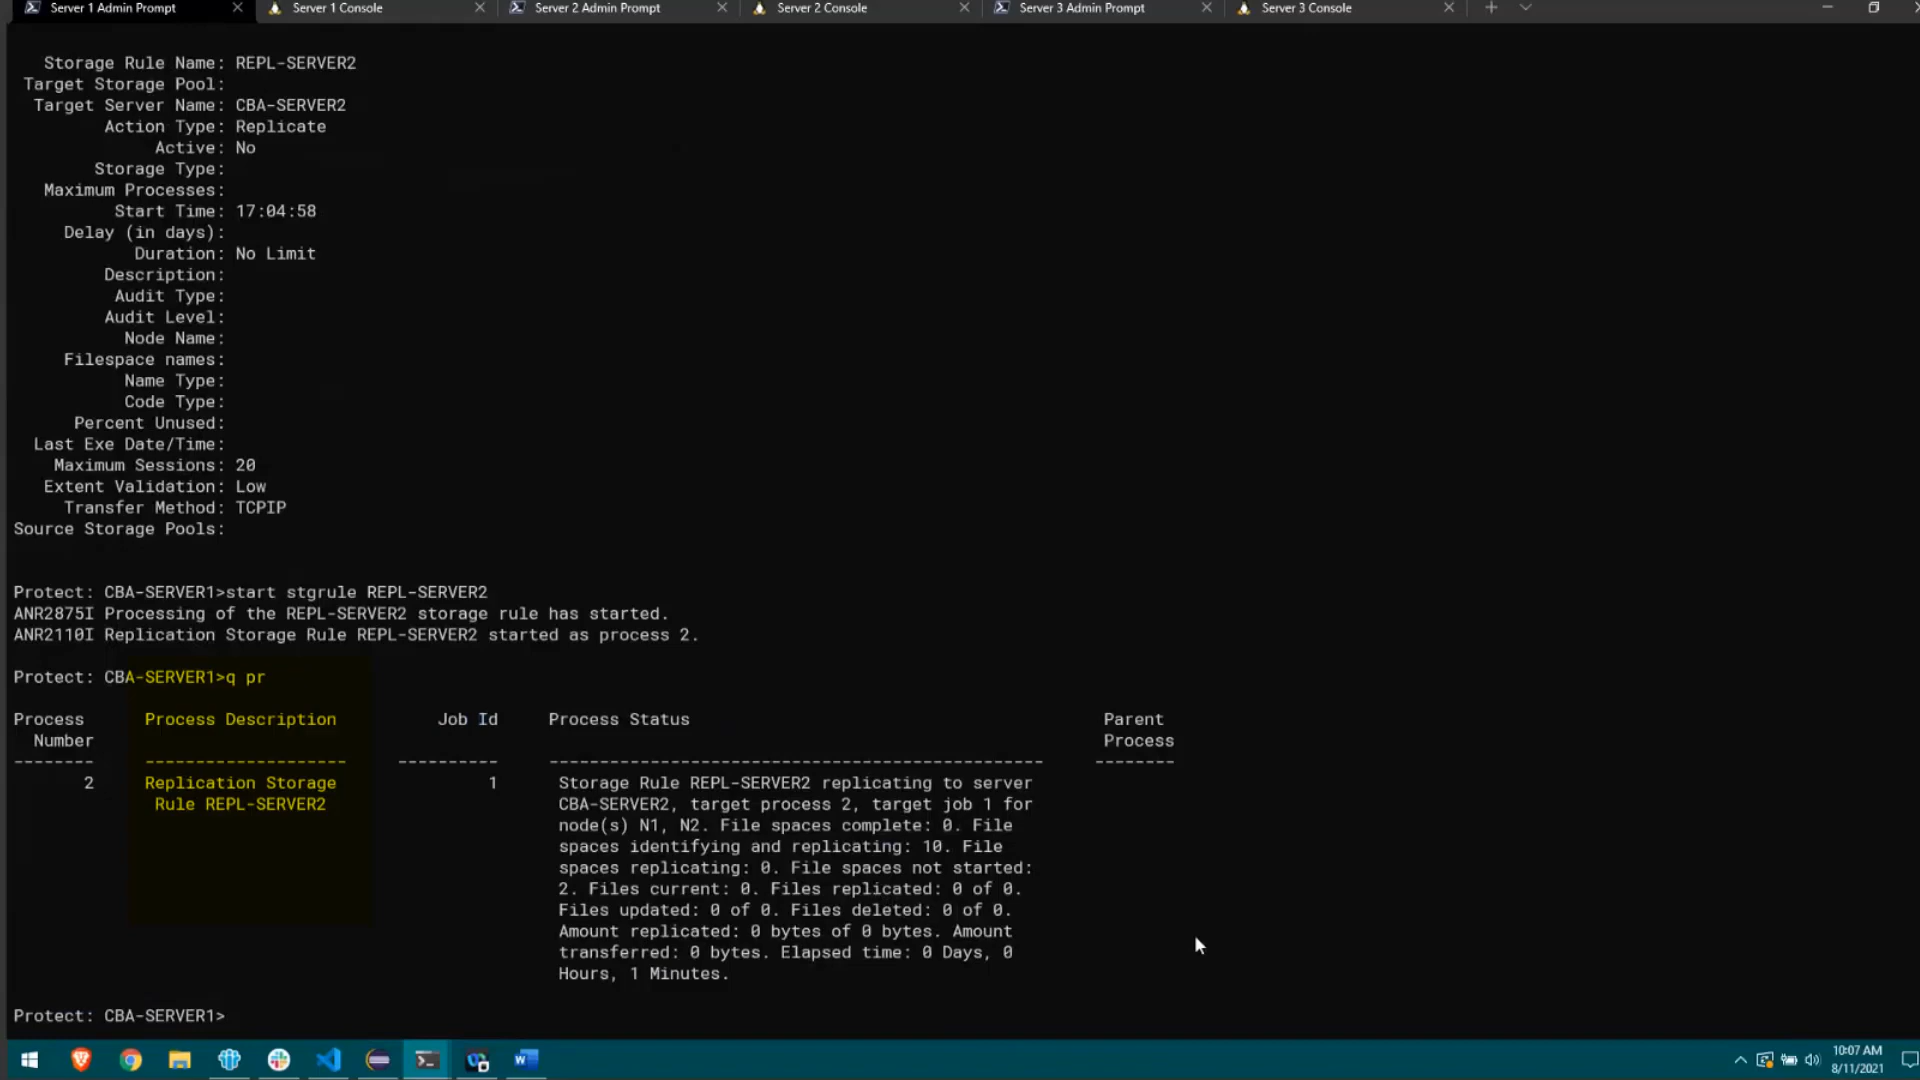 Server 1 Admin Prompt
Server 1 Console
Server 2 Admin Prompt
Server 2 Console
Server 3 Admin Prompt
Server 3 Console
Storage Rule Name: REPL-SERVER2
Target Storage Pool:
Target Server Name: CBA-SERVER2
Action Type: Replicate
Active: No
Storage Type:
Maximum Processes:
Start Time: 17:04:58
Delay (in days):
Duration: No Limit
Description:
Audit Type:
Audit Level:
Node Name:
Filespace names:
Name Type:
Code Type:
Percent Unused:
Last Exe Date/Time:
Maximum Sessions: 20
Extent Validation: Low
Transfer Method: TCPIP
Source Storage Pools:
Protect: CBA-SERVER1>start stgrule REPL-SERVER2
ANR2875I Processing of the REPL-SERVER2 storage rule has started.
ANR2110I Replication Storage Rule REPL-SERVER2 started as process 2.
Protect: CBA-SERVER1>q pr
Process Process Description Job Id Process Status Parent
Number Process
-------- -------------------- ---------- ------------------------------------------------- --------
2 Replication Storage 1 Storage Rule REPL-SERVER2 replicating to server
Rule REPL-SERVER2 CBA-SERVER2, target process 2, target job 1 for
node(s) N1, N2. File spaces complete: 0. File
spaces identifying and replicating: 10. File
spaces replicating: 0. File spaces not started:
2. Files current: 0. Files replicated: 0 of 0.
Files updated: 0 of 0. Files deleted: 0 of 0.
Amount replicated: 0 bytes of 0 bytes. Amount
transferred: 0 bytes. Elapsed time: 0 Days, 0
Hours, 1 Minutes.
Protect: CBA-SERVER1>
10:07 AM
8/11/2021